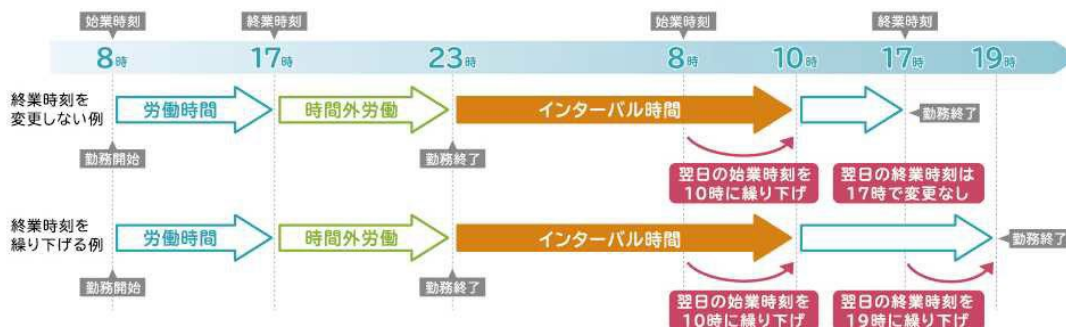 始業時刻 終業時刻 始業時刻 終業時刻
8時 17時 23時 8時 10時 17時 19時
終業時刻を
変更しない例
労働時間 時間外労働 インターバル時間 勤務終了
勤務開始 勤務終了
翌日の始業時刻を
10時に繰り下げ
翌日の終業時刻は
17時で変更なし
終業時刻を
繰り下げる例
労働時間 時間外労働 インターバル時間 勤務終了
勤務開始 勤務終了
翌日の始業時刻を
10時に繰り下げ
翌日の終業時刻を
19時に繰り下げ